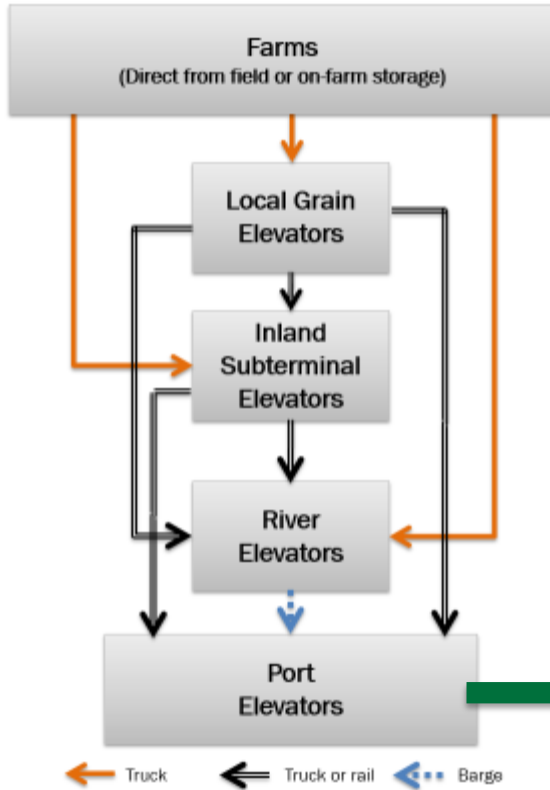 Farms
(Direct from field or on-farm storage)
Local Grain
Elevators
Inland
Subterminal
Elevators
River
Elevators
Port
Elevators
Truck
Truck or rail
Barge